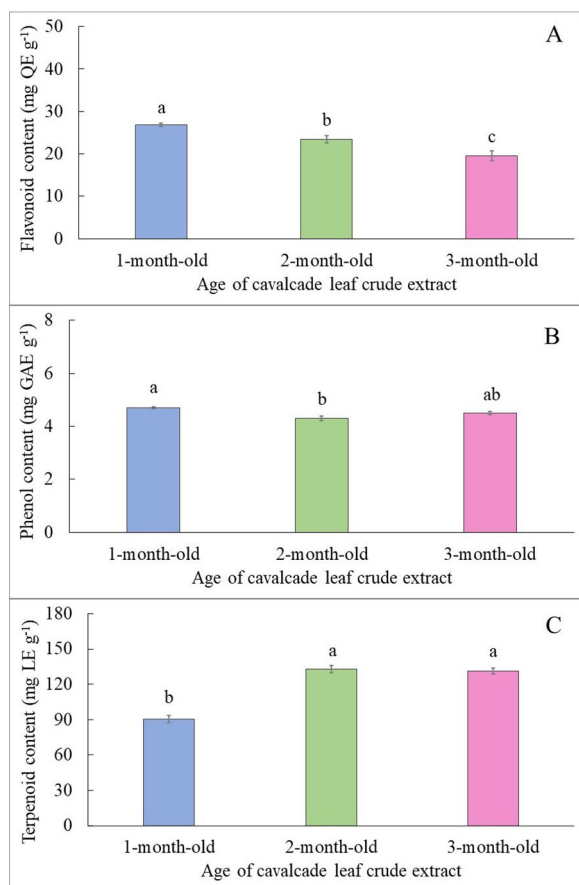 A
Flavonoid content (mg QE g-1)
50
40
30
20
10
0
a
b
c
1-month-old 2-month-old 3-month-old
Age of cavalcade leaf crude extract
B
Phenol content (mg GAE g-1)
8
6
4
2
0
a
b
ab
1-month-old 2-month-old 3-month-old
Age of cavalcade leaf crude extract
C
Terpenoid content (mg LE g-1)
180
150
120
90
60
30
0
b
a
a
1-month-old 2-month-old 3-month-old
Age of cavalcade leaf crude extract